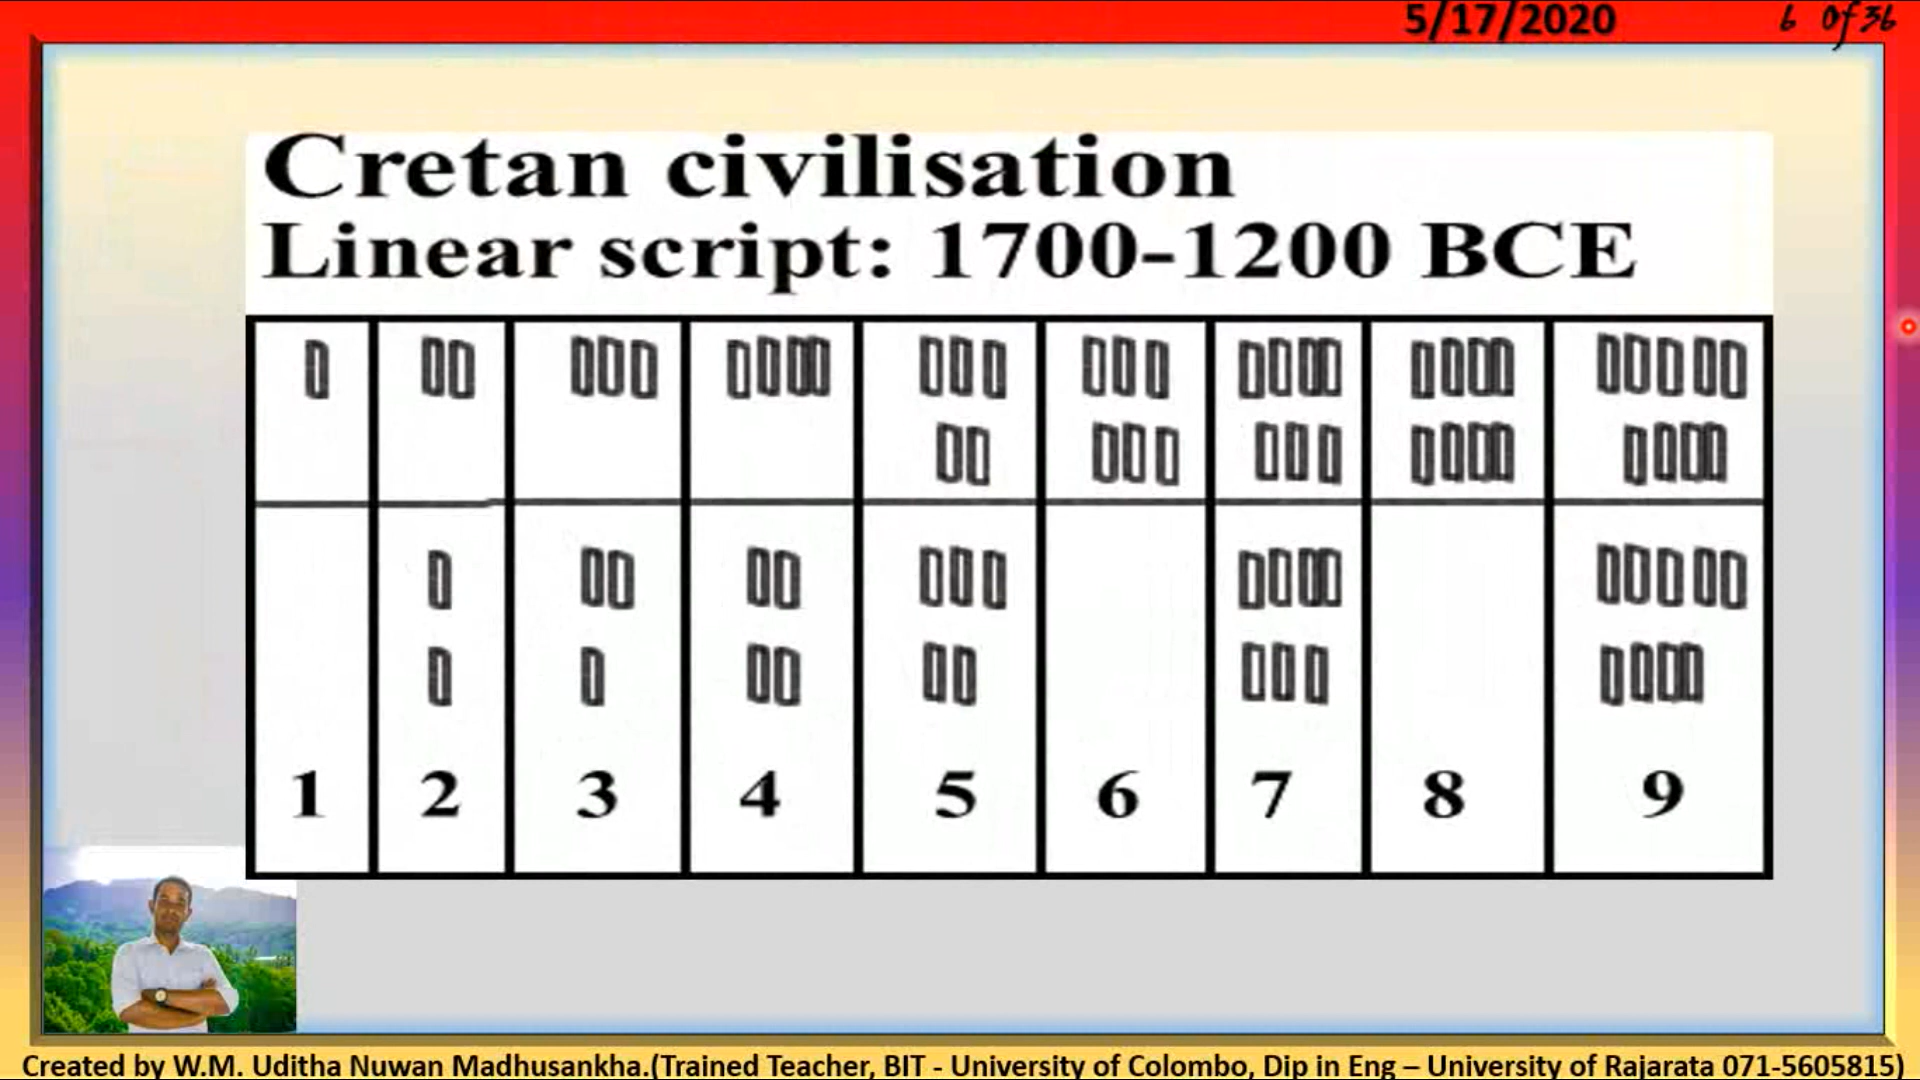 5/17/2020 6 of 36
Cretan civilisation
Linear script: 1700-1200 BCE
1 2 3 4 5 6 7 8 9
Created by W.M. Uditha Nuwan Madhusankha.(Trained Teacher, BIT - University of Colombo, Dip in Eng – University of Rajarata 071-5605815)